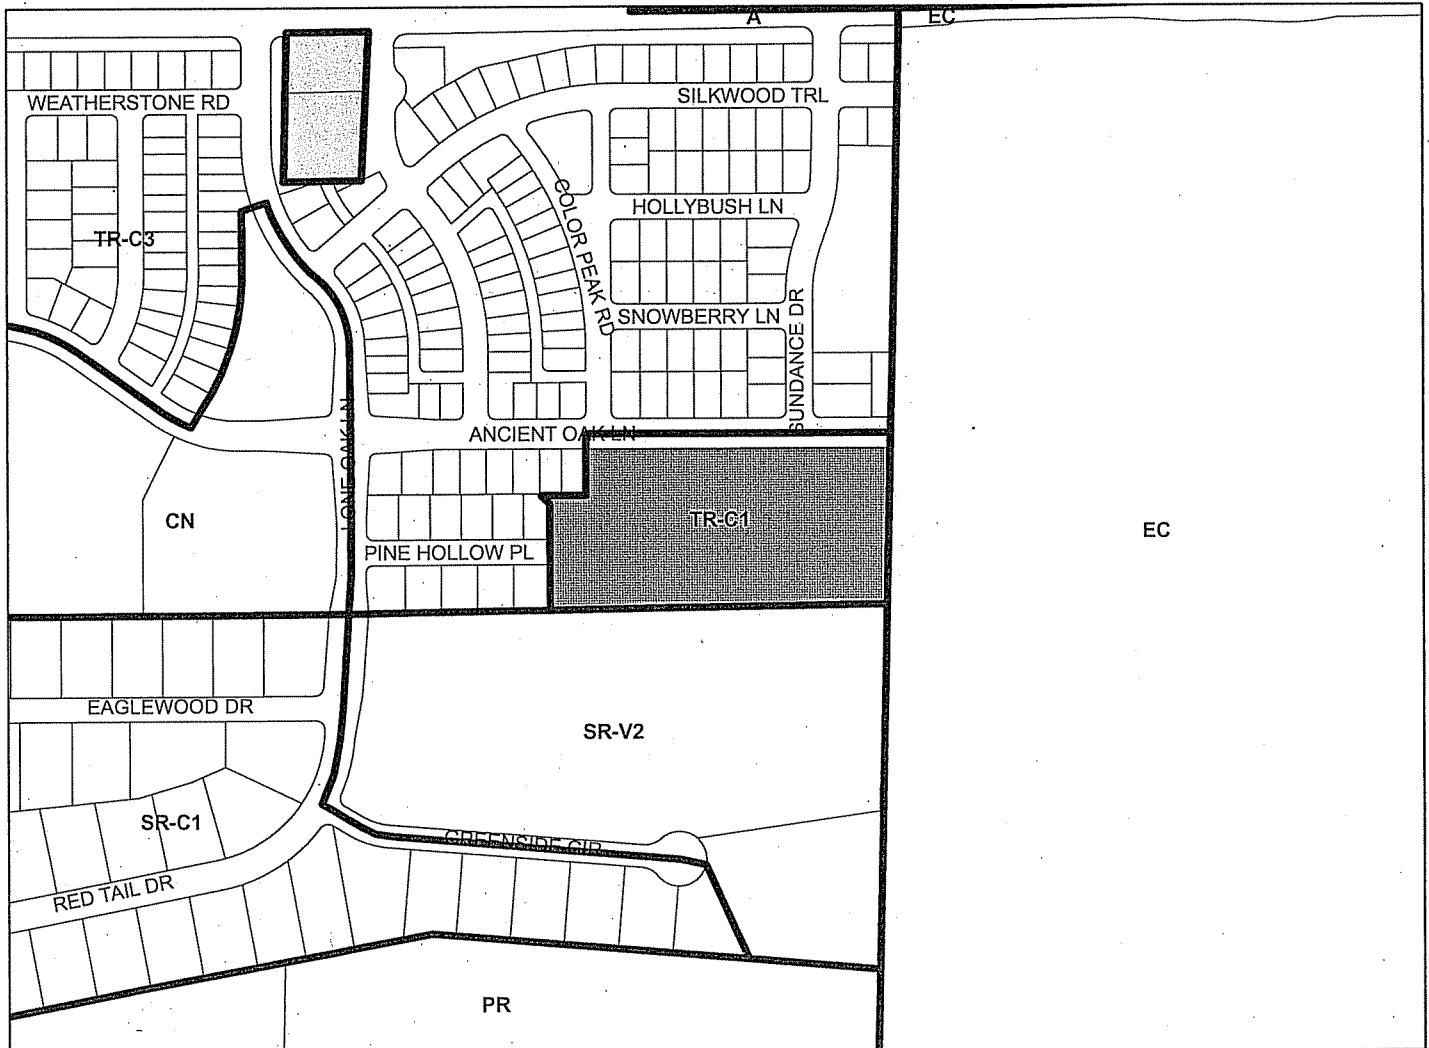 A
EC
WEATHERSTONE RD
SILKWOOD TRL
COLOR PEAK RD
HOLLYBUSH LN
TR-C3
SNOWBERRY LN
SUNDANCE DR
LONE OAK LN
ANCIENT OAK LN
CN
TR-C1
EC
PINE HOLLOW PL
EAGLEWOOD DR
SR-V2
SR-C1
GREENSIDE CIR
RED TAIL DR
PR